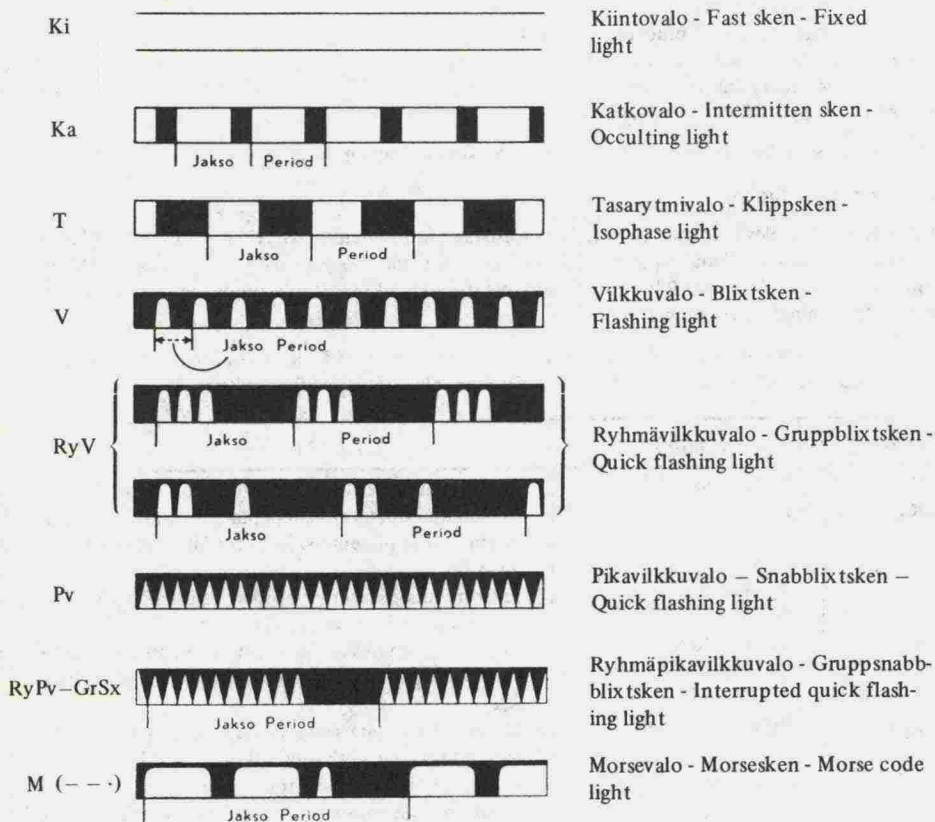 Ki
Kiintovalo - Fast sken - Fixed
light
Ka
Jakso Period
Katkovalo - Intermitten sken -
Occulting light
T
Jakso Period
Tasarytmivalo - Klippsken -
Isophase light
V
Jakso Period
Vilkkuvalo - Blixtsken -
Flashing light
RyV
Jakso Period
Jakso Period
Ryhmävilkkuvalo - Gruppblixtsken -
Quick flashing light
Pv
Pikavilkkuvalo – Snabblixtsken –
Quick flashing light
RyPv–GrSx
Jakso Period
Ryhmäpikavilkkuvalo - Gruppsnabb-
blixtsken - Interrupted quick flash-
ing light
M (– – ·)
Jakso Period
Morsevalo - Morsesken - Morse code
light